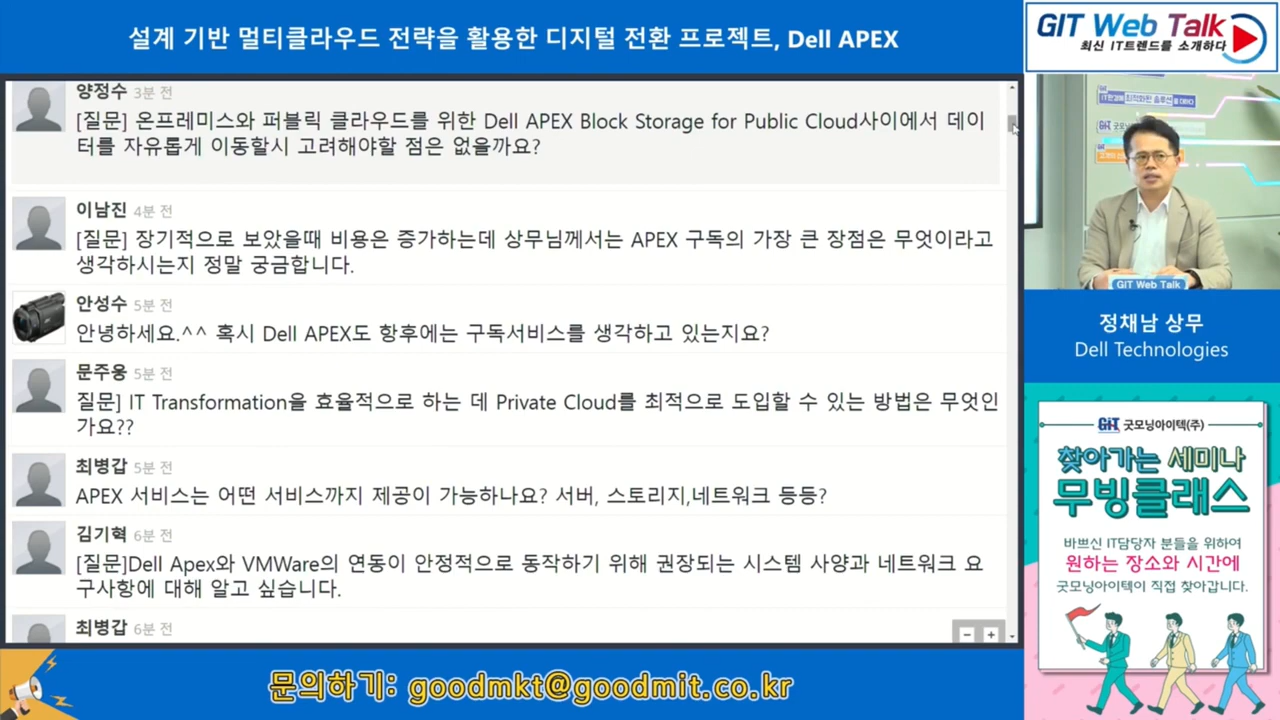 설계 기반 멀티클라우드 전략을 활용한 디지털 전환 프로젝트, Dell APEX
GIT Web Talk
최신 IT트렌드를 소개하다
양정수 3분 전
[질문] 온프레미스와 퍼블릭 클라우드를 위한 Dell APEX Block Storage for Public Cloud사이에서 데이
터를 자유롭게 이동할시 고려해야할 점은 없을까요?
이남진 4분 전
[질문] 장기적으로 보았을때 비용은 증가하는데 상무님께서는 APEX 구독의 가장 큰 장점은 무엇이라고
생각하시는지 정말 궁금합니다.
안성수 5분 전
안녕하세요.^^ 혹시 Dell APEX도 향후에는 구독서비스를 생각하고 있는지요?
문주웅 5분 전
질문] IT Transformation을 효율적으로 하는 데 Private Cloud를 최적으로 도입할 수 있는 방법은 무엇인
가요??
최병갑 5분 전
APEX 서비스는 어떤 서비스까지 제공이 가능하나요? 서버, 스토리지,네트워크 등등?
김기혁 6분 전
[질문]Dell Apex와 VMWare의 연동이 안정적으로 동작하기 위해 권장되는 시스템 사양과 네트워크 요
구사항에 대해 알고 싶습니다.
최병갑 6분 전
GIT Web Talk
정채남 상무
Dell Technologies
GIT 굿모닝아이텍(주)
찾아가는 세미나
무빙클래스
바쁘신 IT담당자 분들을 위하여
원하는 장소와 시간에
굿모닝아이텍이 직접 찾아갑니다.
문의하기: goodmkt@goodmit.co.kr